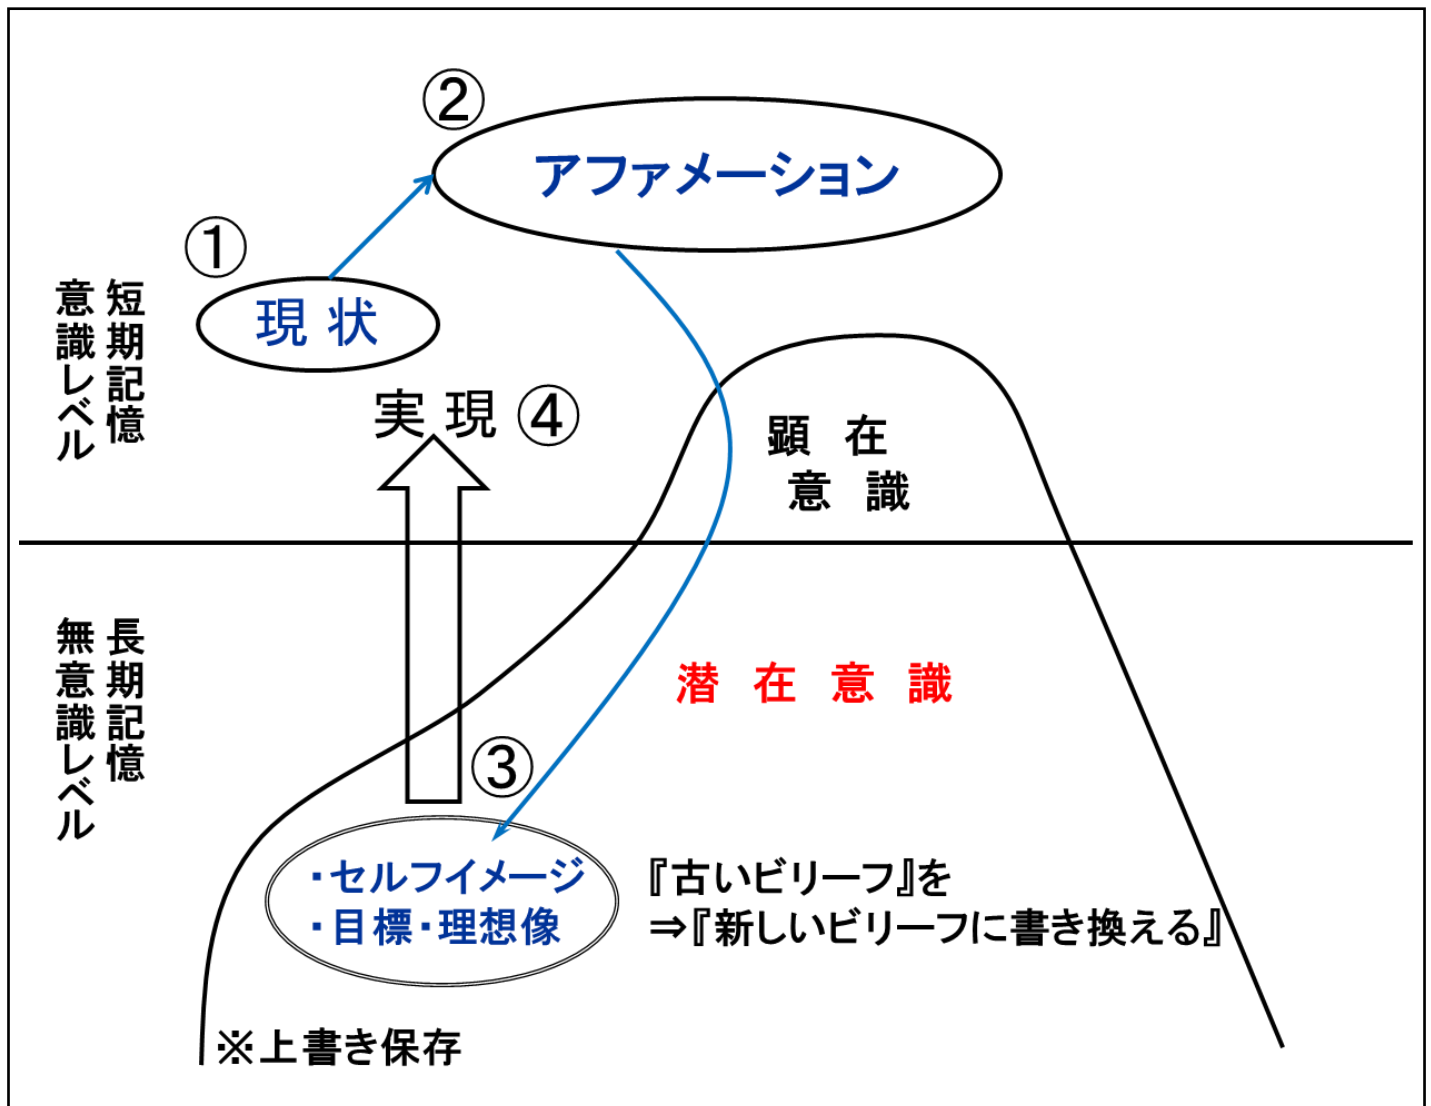 ②
アファメーション
①
現 状
短期記憶
意識レベル
実 現 ④
顕 在
意 識
長期記憶
無意識レベル
潜 在 意 識
③
・セルフイメージ
・目標・理想像
『古いビリーフ』を
⇒『新しいビリーフに書き換える』
※上書き保存